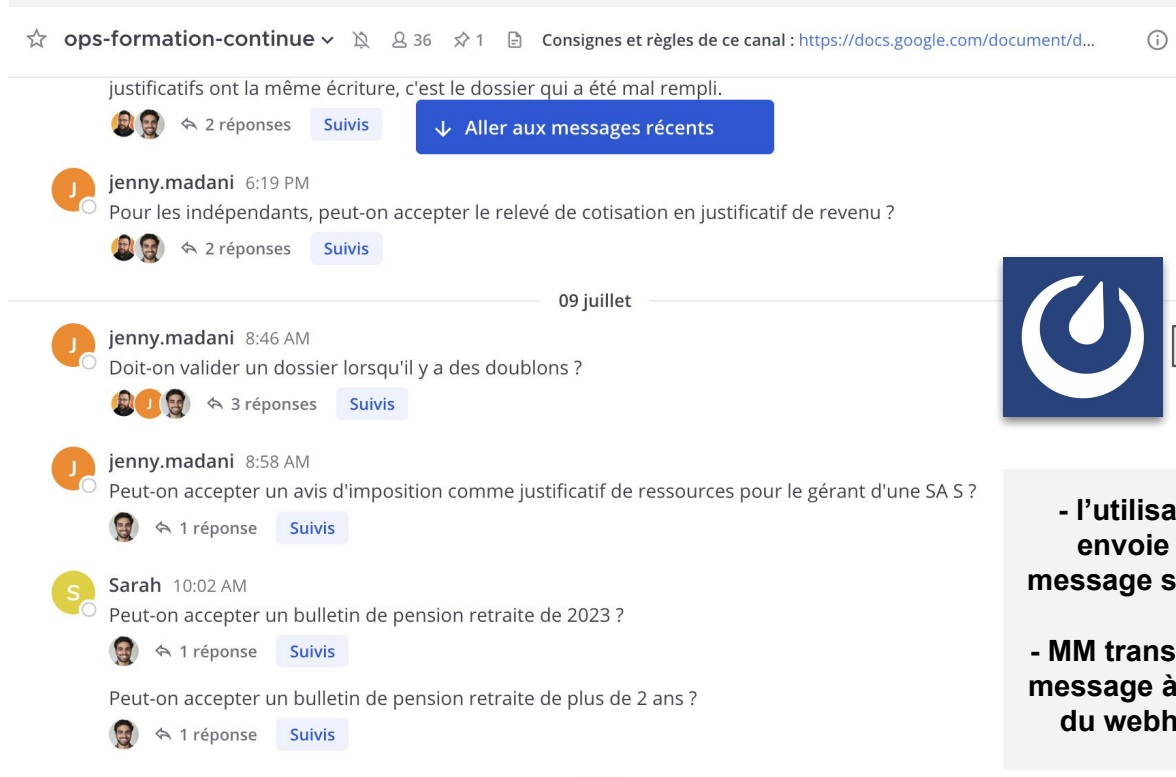 ops-formation-continue 36 1 Consignes et règles de ce canal : https://docs.google.com/document/d...
justificatifs ont la même écriture, c'est le dossier qui a été mal rempli.
2 réponses Suivis
Aller aux messages récents
J jenny.madani 6:19 PM
Pour les indépendants, peut-on accepter le relevé de cotisation en justificatif de revenu ?
2 réponses Suivis
09 juillet
J jenny.madani 8:46 AM
Doit-on valider un dossier lorsqu'il y a des doublons ?
J 3 réponses Suivis
J jenny.madani 8:58 AM
Peut-on accepter un avis d'imposition comme justificatif de ressources pour le gérant d'une SA S ?
1 réponse Suivis
S Sarah 10:02 AM
Peut-on accepter un bulletin de pension retraite de 2023 ?
1 réponse Suivis
Peut-on accepter un bulletin de pension retraite de plus de 2 ans ?
1 réponse Suivis
- l'utilisa
envoie
message s
- MM trans
message à
du webh